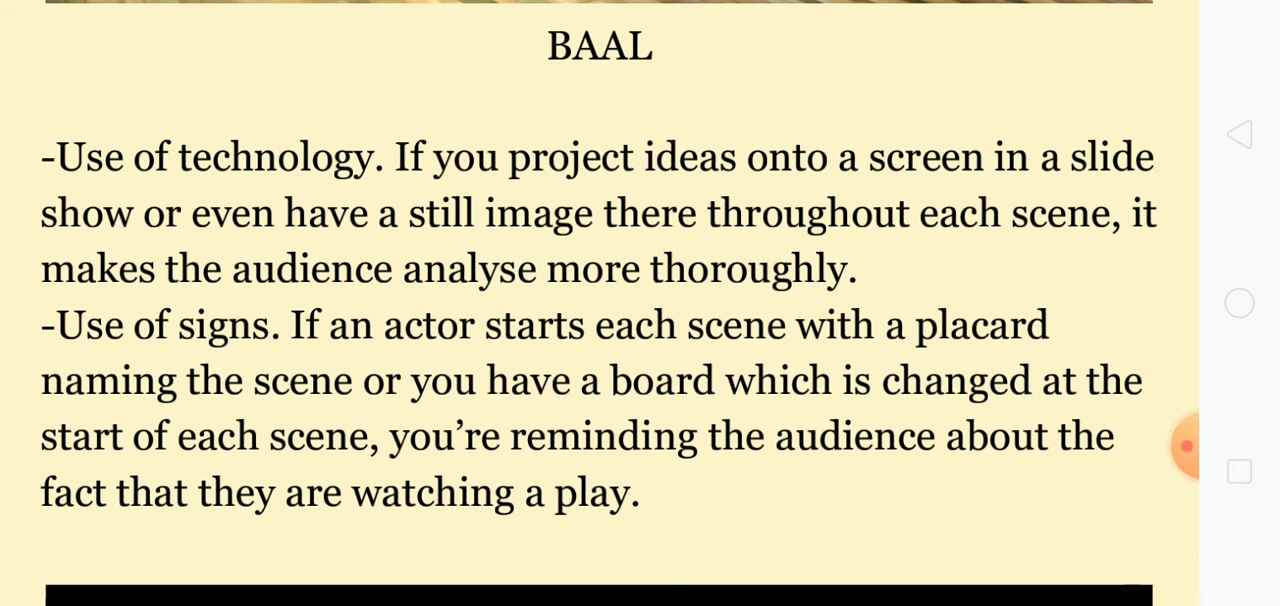 BAAL
-Use of technology. If you project ideas onto a screen in a slide
show or even have a still image there throughout each scene, it
makes the audience analyse more thoroughly.
-Use of signs. If an actor starts each scene with a placard
naming the scene or you have a board which is changed at the
start of each scene, you’re reminding the audience about the
fact that they are watching a play.